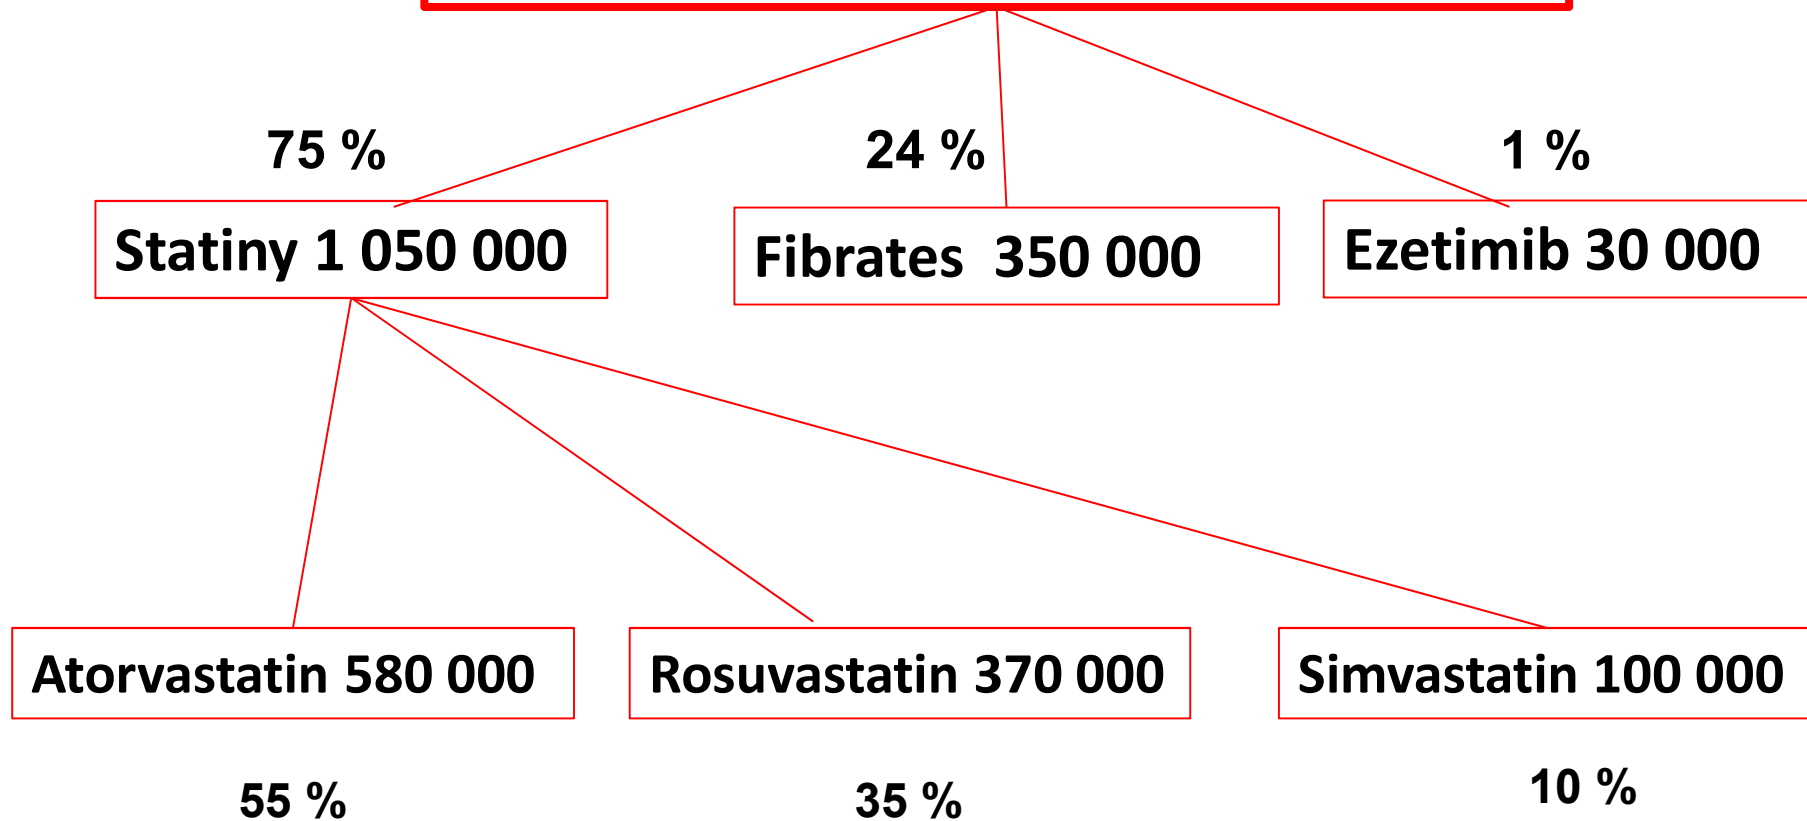 75 %
24 %
1 %
Statiny 1 050 000
Fibrates 350 000
Ezetimib 30 000
Atorvastatin 580 000
Rosuvastatin 370 000
Simvastatin 100 000
55 %
35 %
10 %